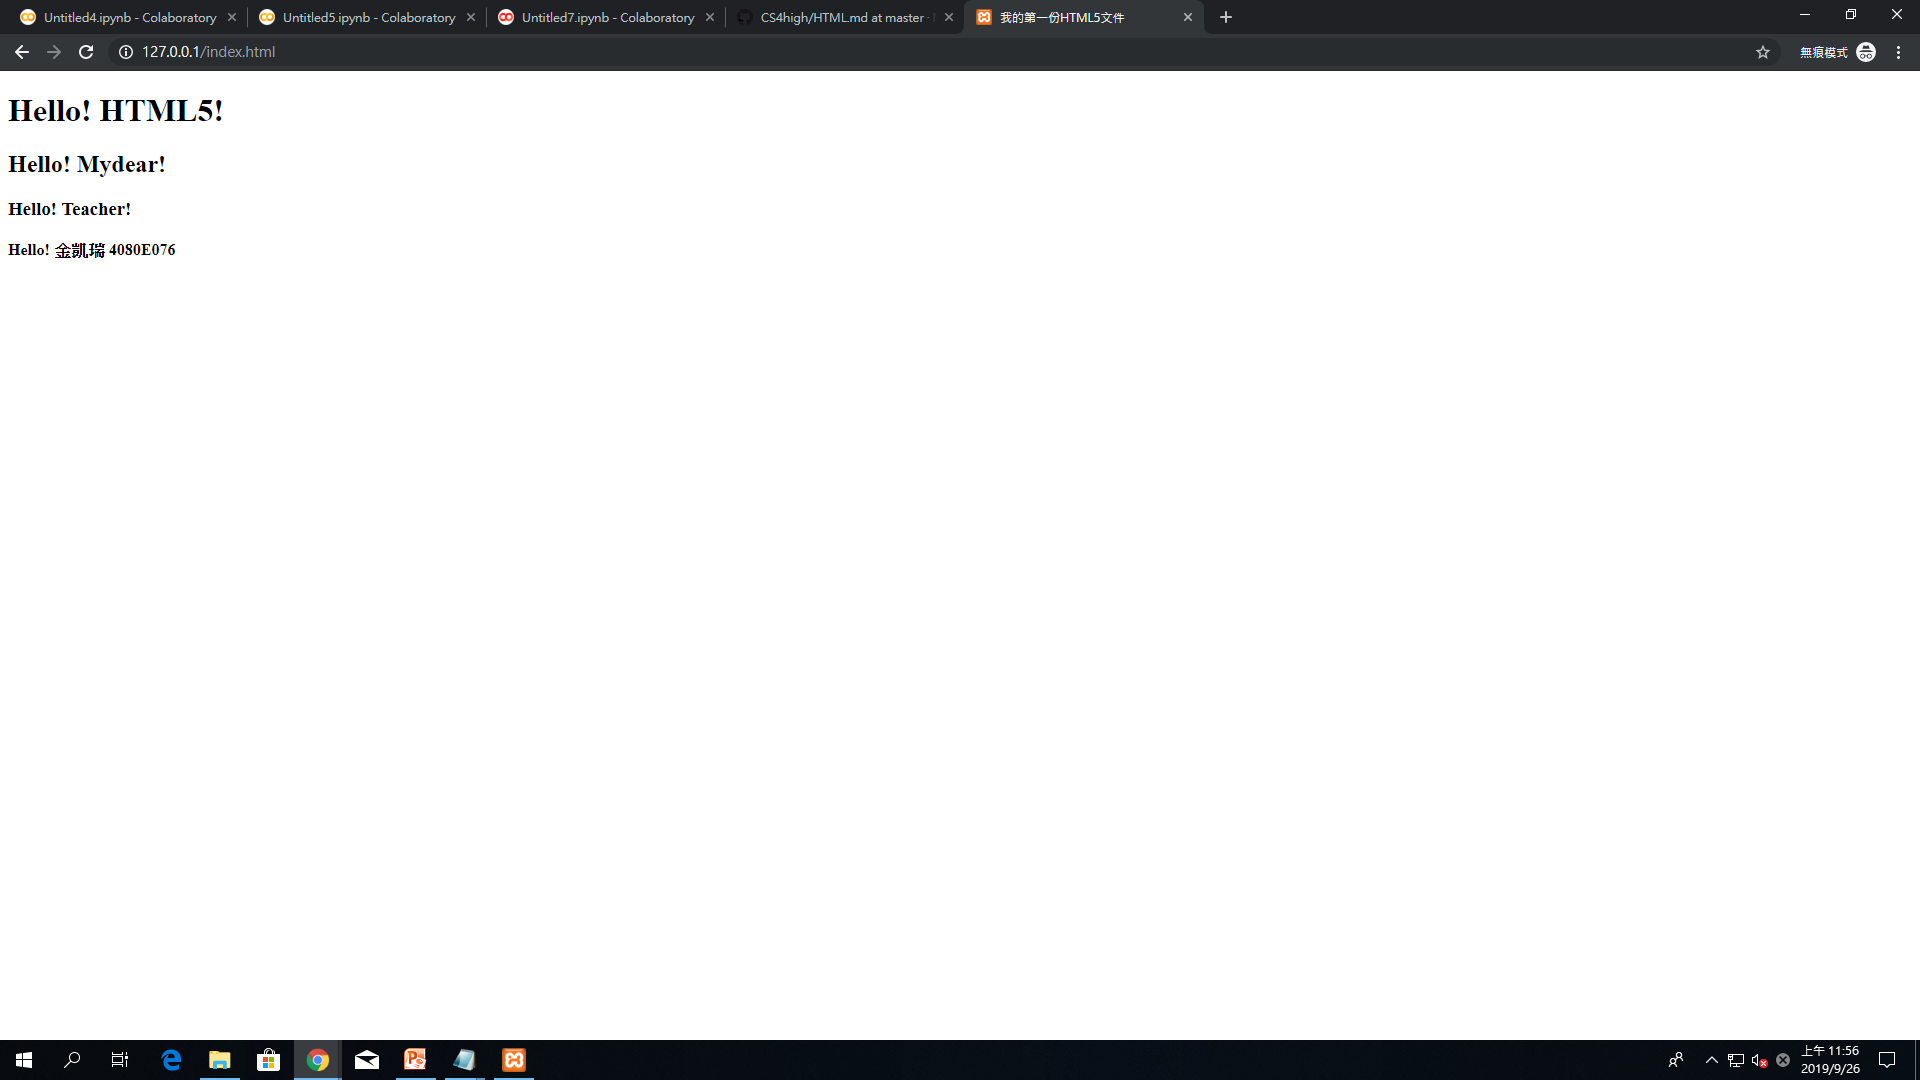 Untitled4.ipynb - Colaboratory
Untitled5.ipynb - Colaboratory
Untitled7.ipynb - Colaboratory
CS4high/HTML.md at master ·
我的第一份HTML5文件
127.0.0.1/index.html
無痕模式
Hello! HTML5!
Hello! Mydear!
Hello! Teacher!
Hello! 金凱瑞 4080E076
上午 11:56
2019/9/26